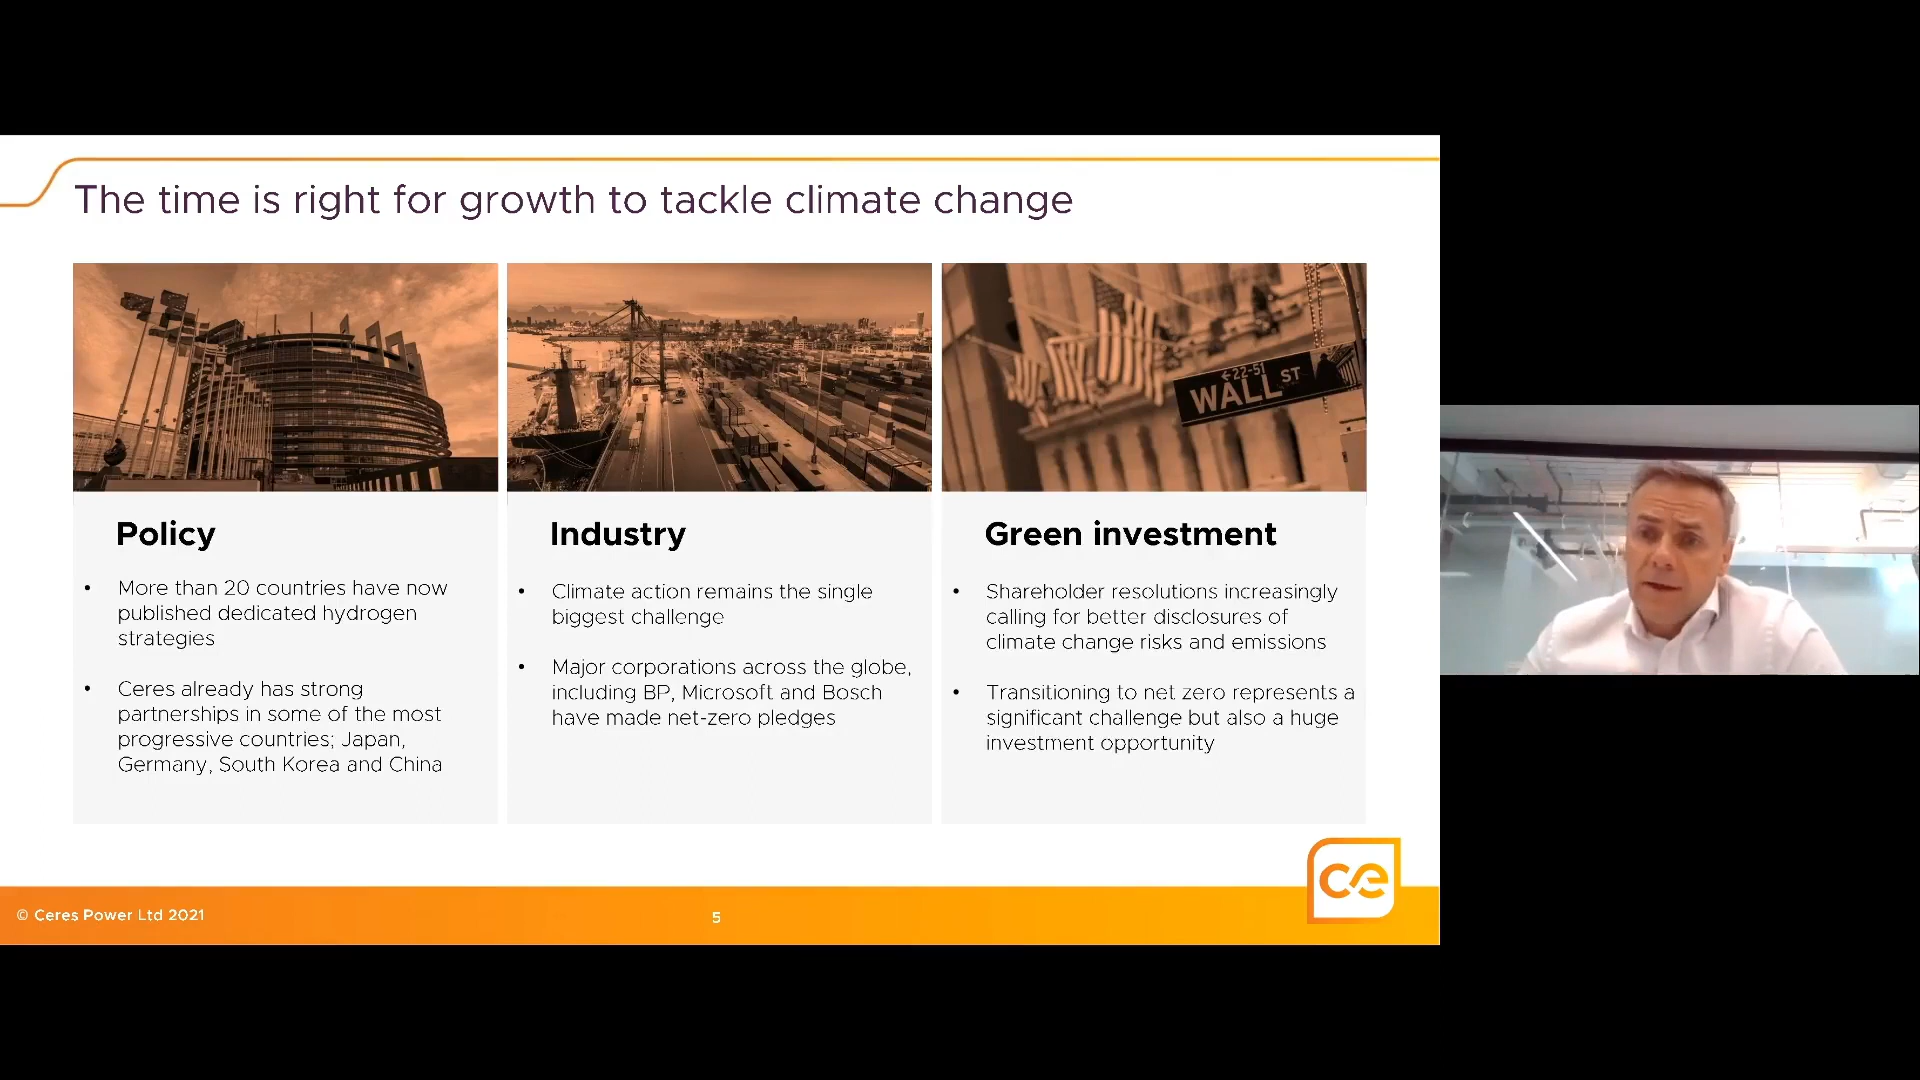 The time is right for growth to tackle climate change
22-51
WALL ST
Policy
• More than 20 countries have now
published dedicated hydrogen
strategies
• Ceres already has strong
partnerships in some of the most
progressive countries; Japan,
Germany, South Korea and China
Industry
• Climate action remains the single
biggest challenge
• Major corporations across the globe,
including BP, Microsoft and Bosch
have made net-zero pledges
Green investment
• Shareholder resolutions increasingly
calling for better disclosures of
climate change risks and emissions
• Transitioning to net zero represents a
significant challenge but also a huge
investment opportunity
ce
© Ceres Power Ltd 2021
5